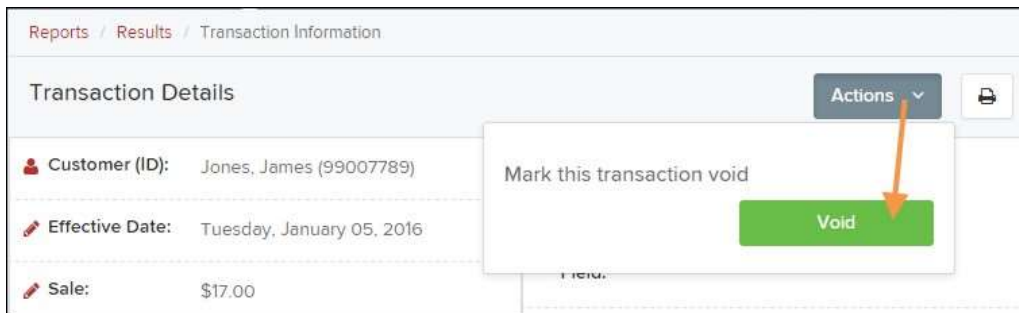 Reports / Results / Transaction Information
Transaction Details
Actions
Customer (ID): Jones, James (99007789)
Mark this transaction void
Effective Date: Tuesday, January 05, 2016
Void
Field:
Sale: $17.00